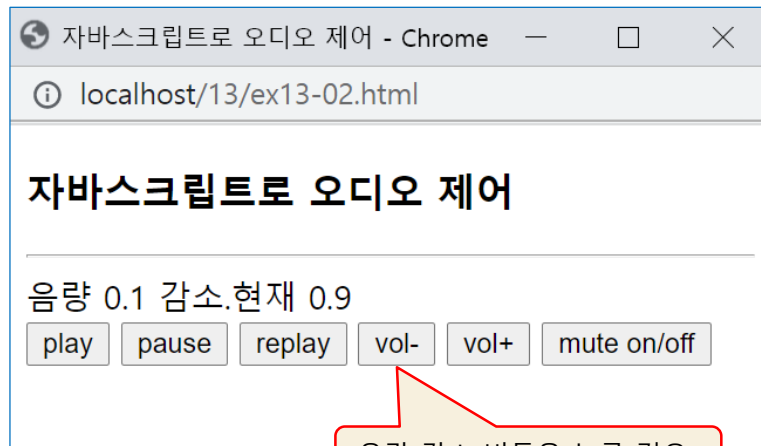 자바스크립트로 오디오 제어 - Chrome
localhost/13/ex13-02.html
자바스크립트로 오디오 제어
음량 0.1 감소.현재 0.9
play pause replay vol- vol+ mute on/off